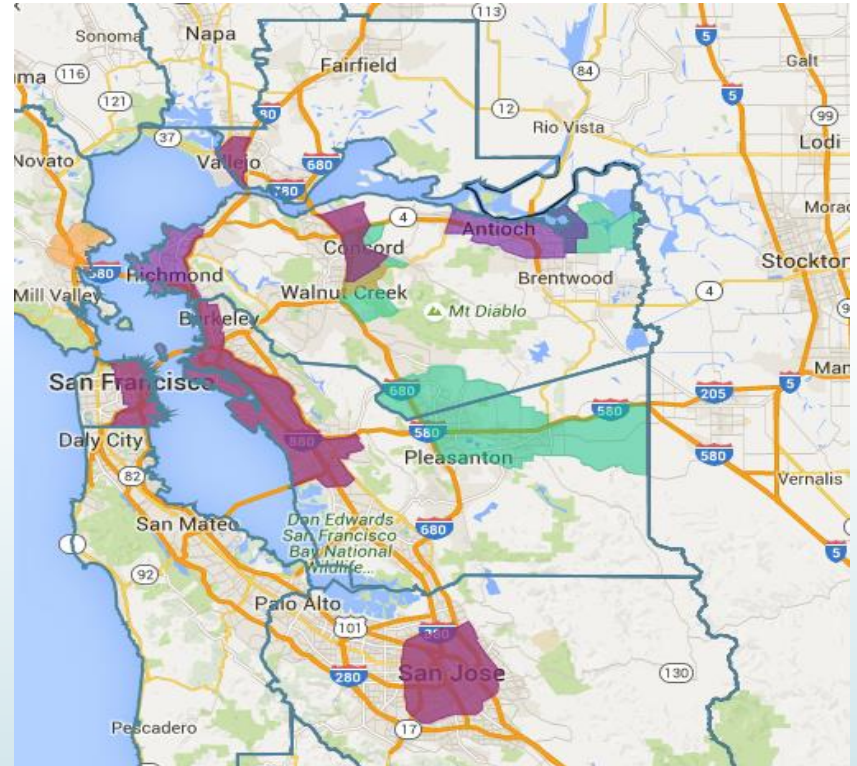 113
Sonoma
Napa
5
116
Fairfield
84
Galt
ma
121
80
12
99
37
Rio Vista
Lodi
Novato
Vallejo
680
780
4
Antioch
Concord
Richmond
580
Brentwood
Stockton
Mill Valley
Walnut Creek
4
Berkeley
Mt Diablo
San Francisco
680
5
205
580
Daly City
880
580
580
Pleasanton
82
Vernalis
San Mateo
Don Edwards
San Francisco
Bay National
Wildlife...
680
5
92
Palo Alto
101
San Jose
280
130
17
Pescadero